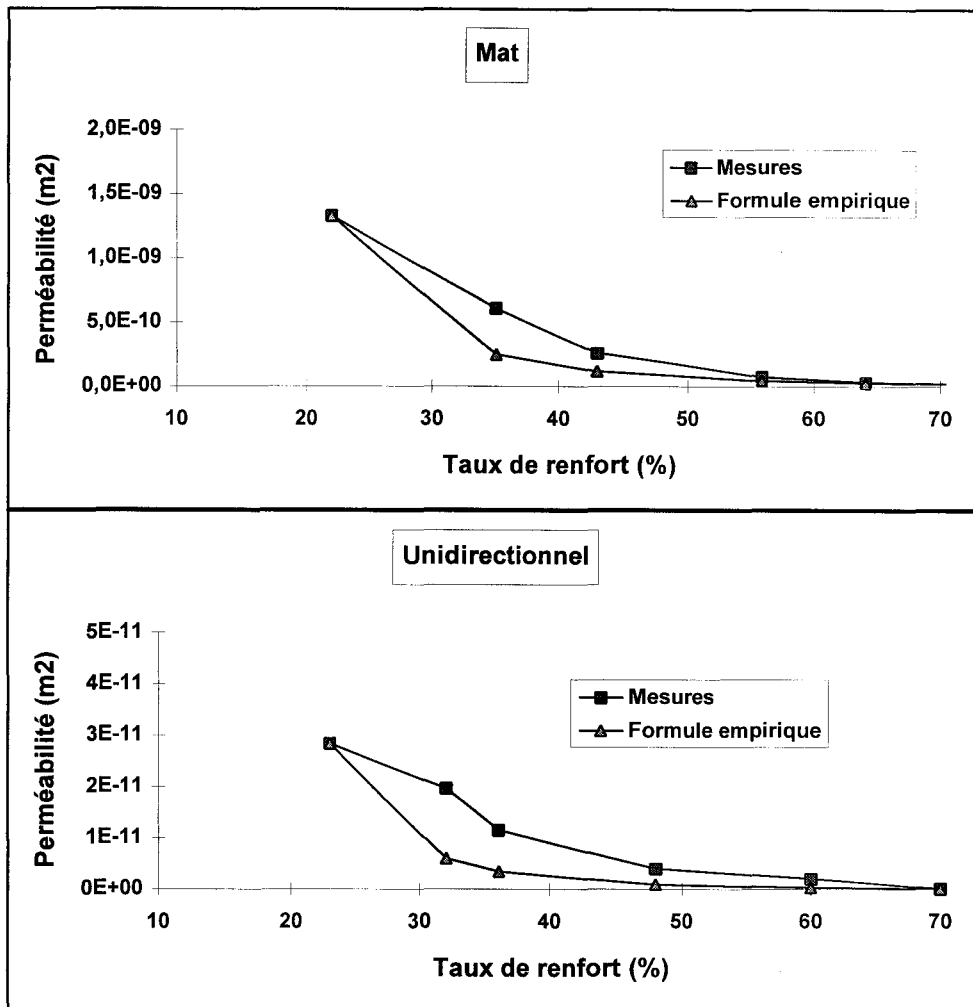 Mat
2,0E-09
1,5E-09
1,0E-09
5,0E-10
0,0E+00
Perméabilité (m2)
Mesures
Formule empirique
10 20 30 40 50 60 70
Taux de renfort (%)
Unidirectionnel
5E-11
4E-11
3E-11
2E-11
1E-11
0E+00
Perméabilité (m2)
Mesures
Formule empirique
10 20 30 40 50 60 70
Taux de renfort (%)